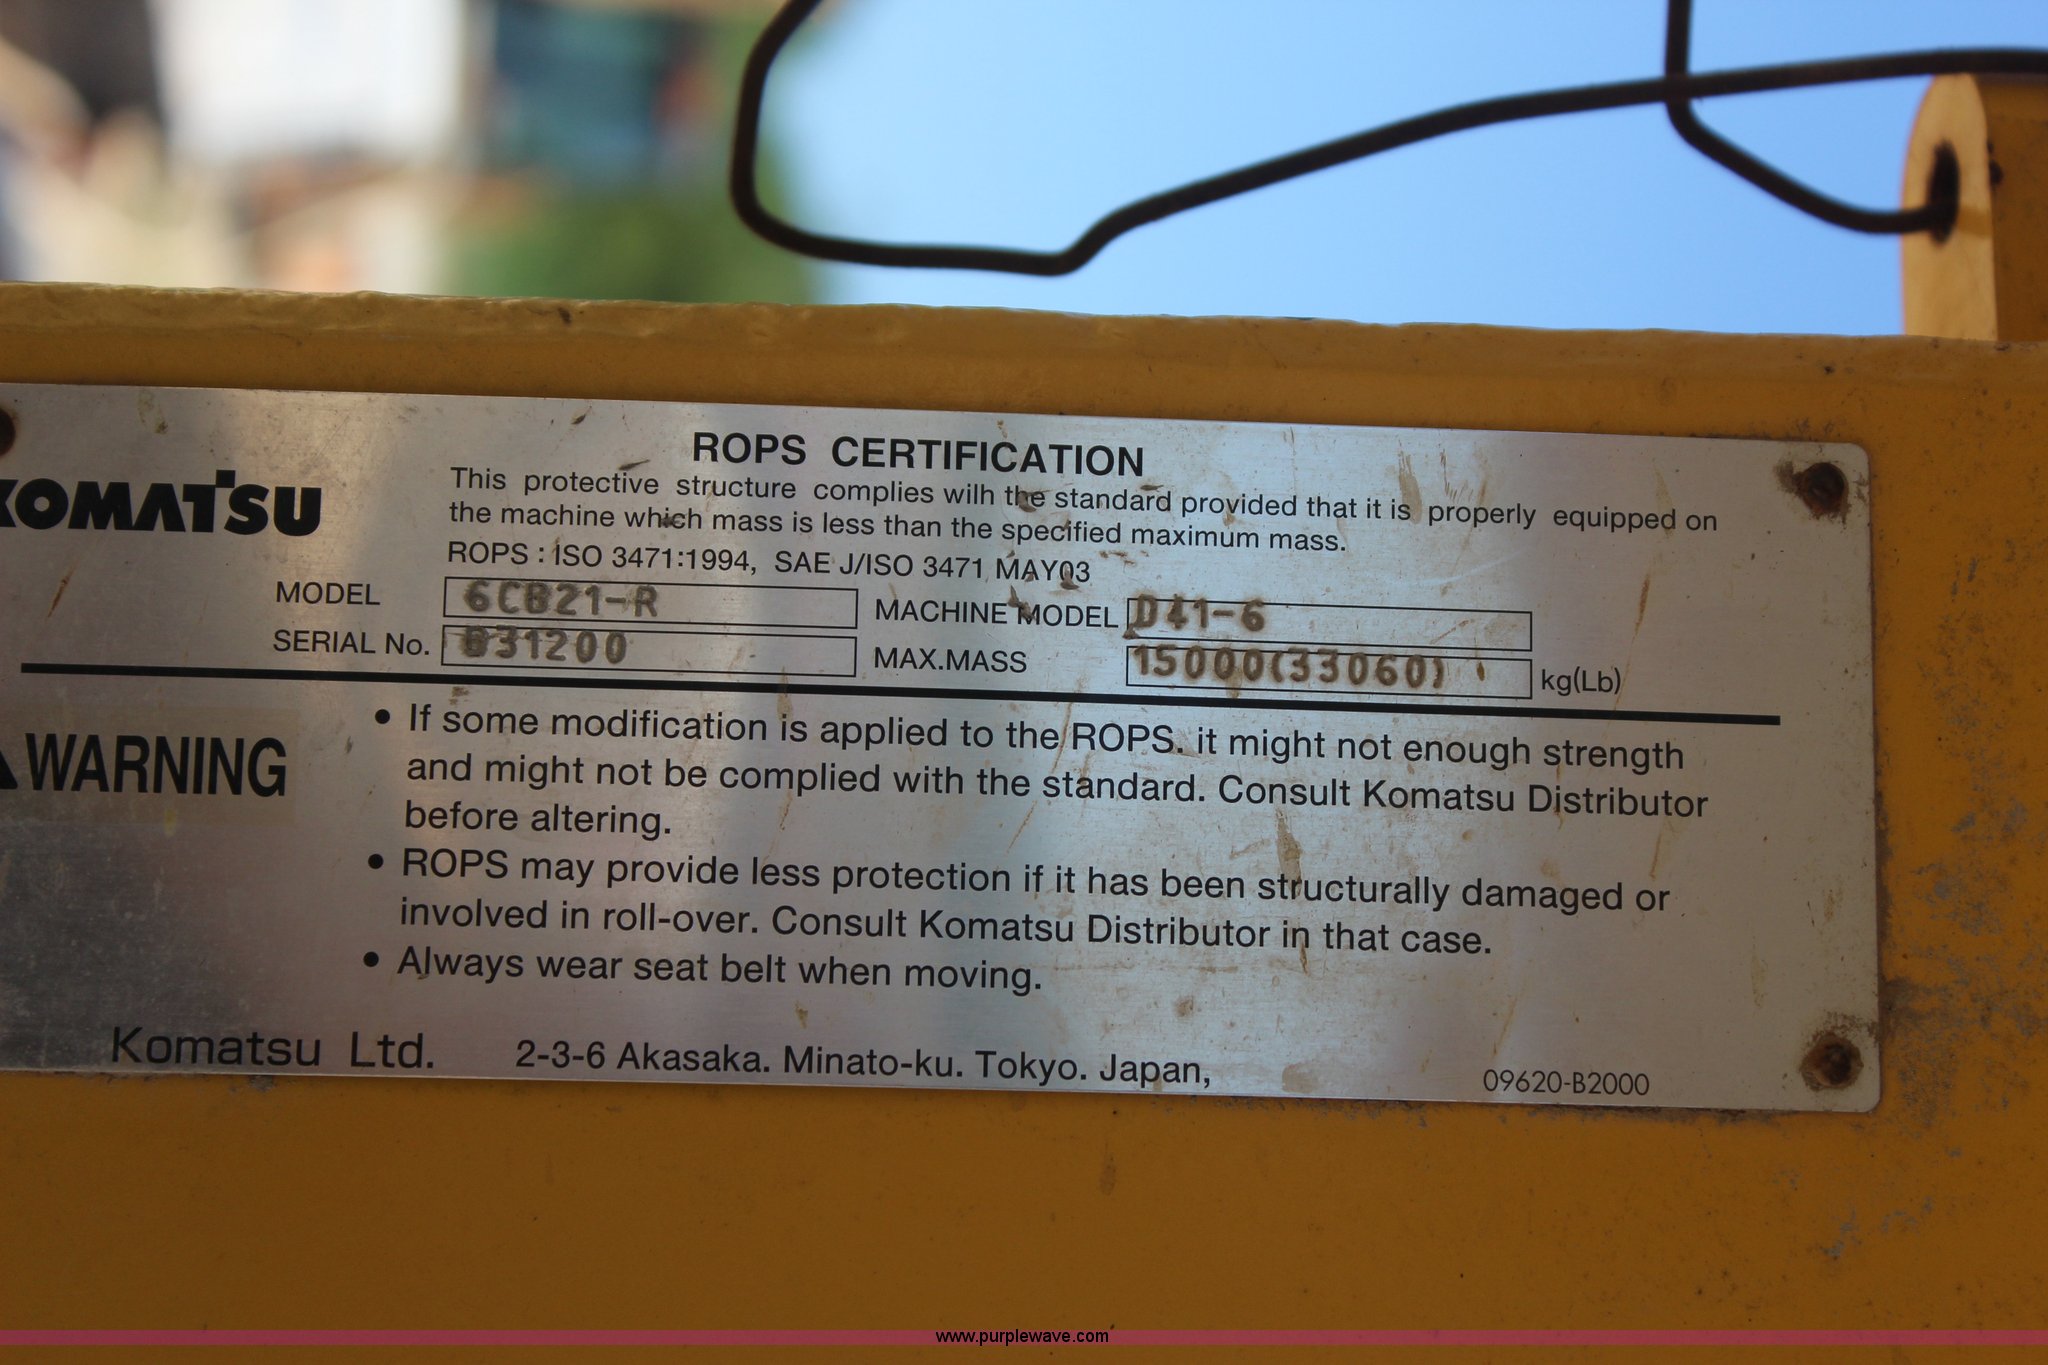 KOMATSU
ROPS CERTIFICATION
This protective structure complies wilh the standard provided that it is properly equipped on
the machine which mass is less than the specified maximum mass.
ROPS : ISO 3471:1994, SAE J/ISO 3471 MAY03
MODEL 6CB21-R MACHINE MODEL D41-6
SERIAL No. B31200 MAX.MASS 15000(33060) kg(Lb)
WARNING
• If some modification is applied to the ROPS. it might not enough strength
and might not be complied with the standard. Consult Komatsu Distributor
before altering.
• ROPS may provide less protection if it has been structurally damaged or
involved in roll-over. Consult Komatsu Distributor in that case.
• Always wear seat belt when moving.
Komatsu Ltd. 2-3-6 Akasaka. Minato-ku. Tokyo. Japan,
09620-B2000
www.purplewave.com